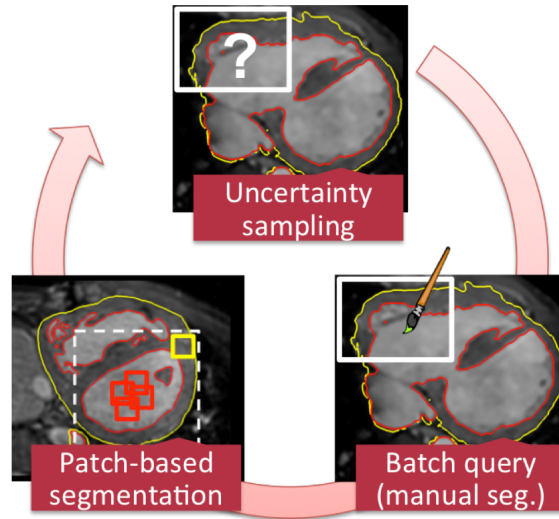 ?
Uncertainty
sampling
Patch-based
segmentation
Batch query
(manual seg.)